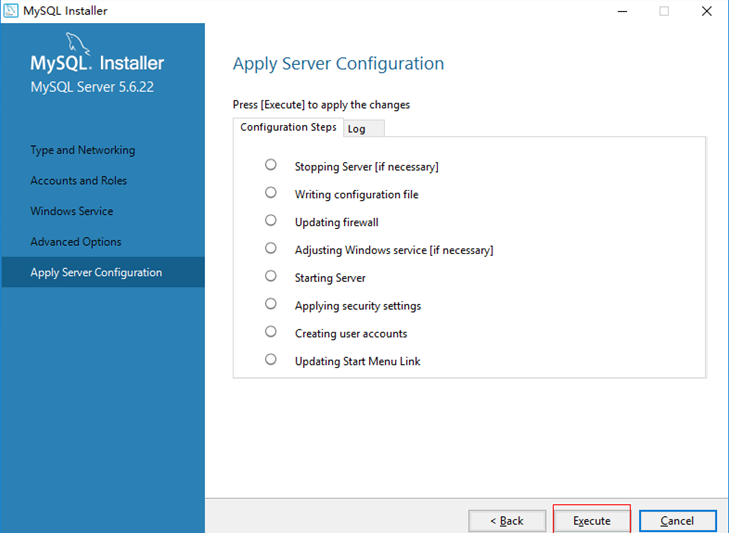 MySQL Installer
MySQL. Installer
MySQL Server 5.6.22
Type and Networking
Accounts and Roles
Windows Service
Advanced Options
Apply Server Configuration
Apply Server Configuration
Press [Execute] to apply the changes
Configuration Steps Log
Stopping Server [if necessary]
Writing configuration file
Updating firewall
Adjusting Windows service [if necessary]
Starting Server
Applying security settings
Creating user accounts
Updating Start Menu Link
< Back Execute Cancel